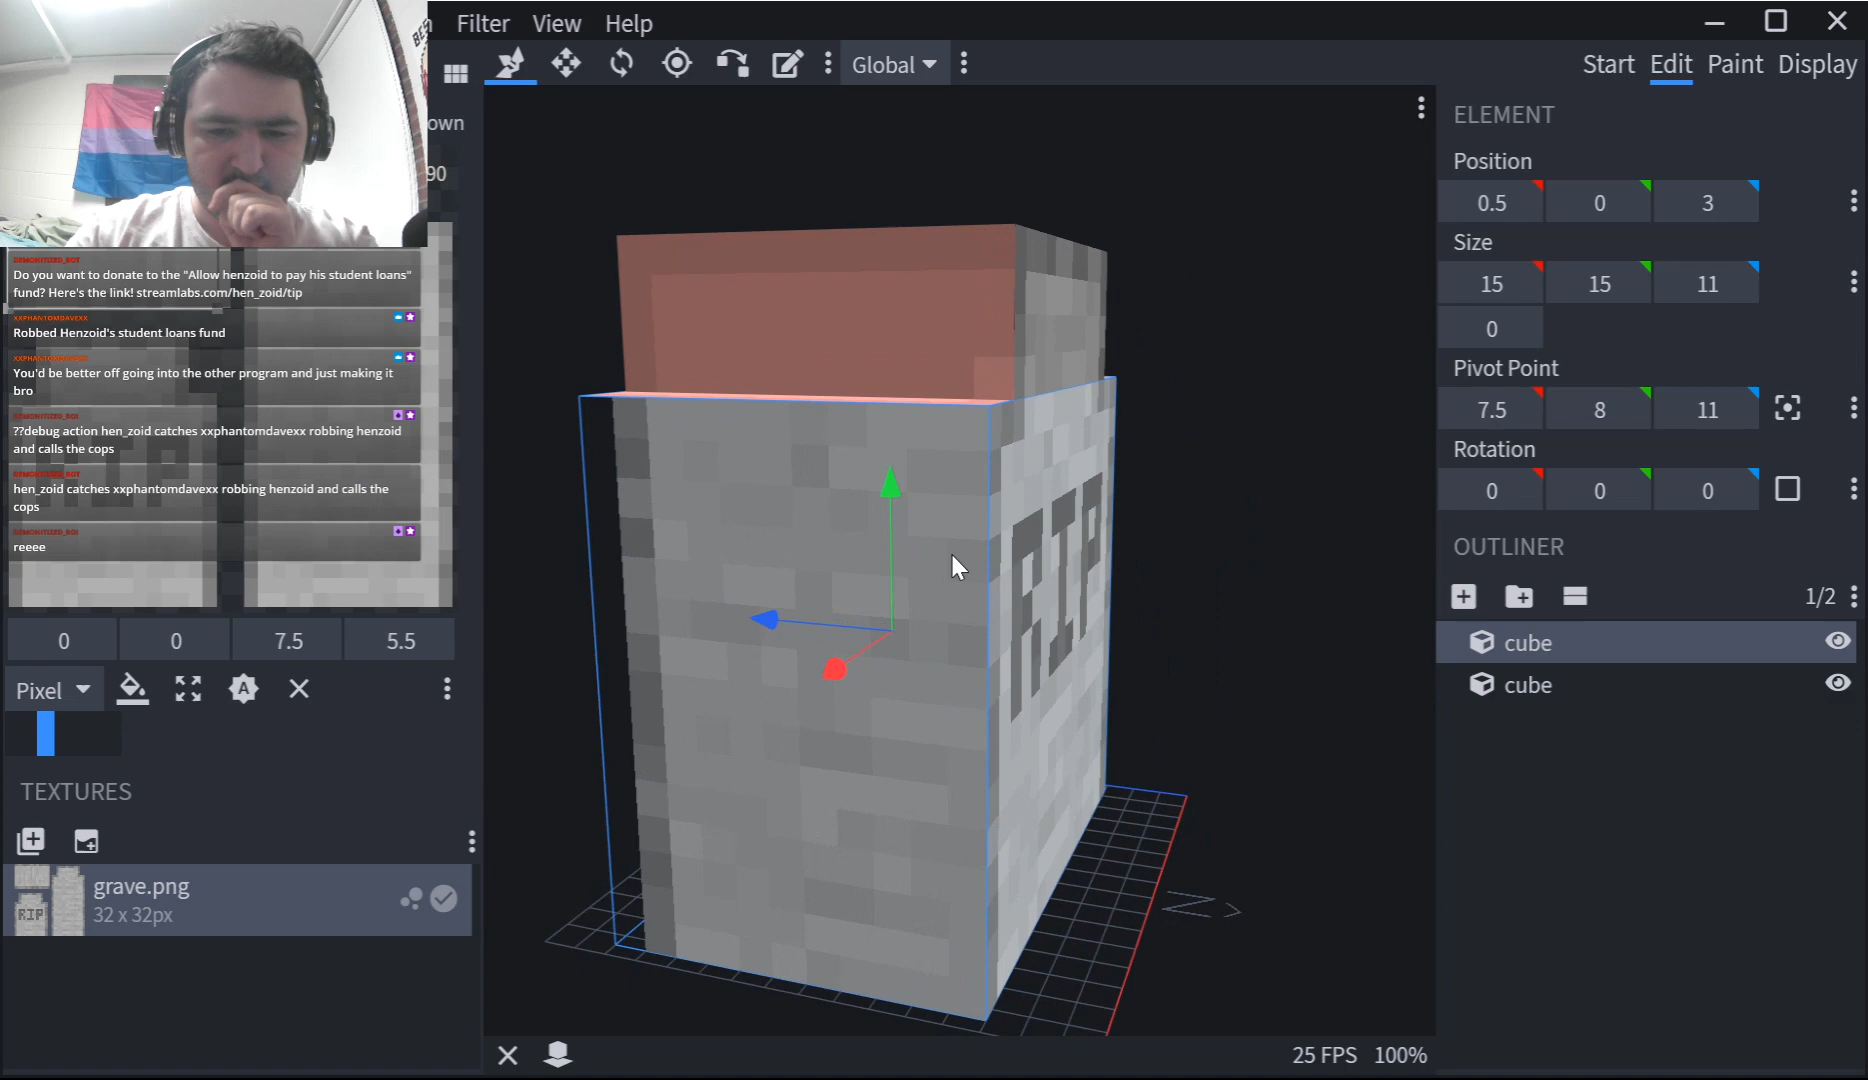 Filter View Help
Global
Start Edit Paint Display
own
90
DEMONITIZED_BOT
Do you want to donate to the "Allow henzoid to pay his student loans"
fund? Here's the link! streamlabs.com/hen_zoid/tip
XXPHANTOMDAVEXX
Robbed Henzoid's student loans fund
XXPHANTOMDAVEXX
You'd be better off going into the other program and just making it
bro
DEMONITIZED_BOI
??debug action hen_zoid catches xxphantomdavexx robbing henzoid
and calls the cops
DEMONITIZED_BOT
hen_zoid catches xxphantomdavexx robbing henzoid and calls the
cops
DEMONITIZED_BOI
reeee
0 0 7.5 5.5
Pixel
A
TEXTURES
RIP
grave.png
32 x 32px
RIP
25 FPS 100%
ELEMENT
Position
0.5 0 3
Size
15 15 11
0
Pivot Point
7.5 8 11
Rotation
0 0 0
OUTLINER
1/2
cube
cube